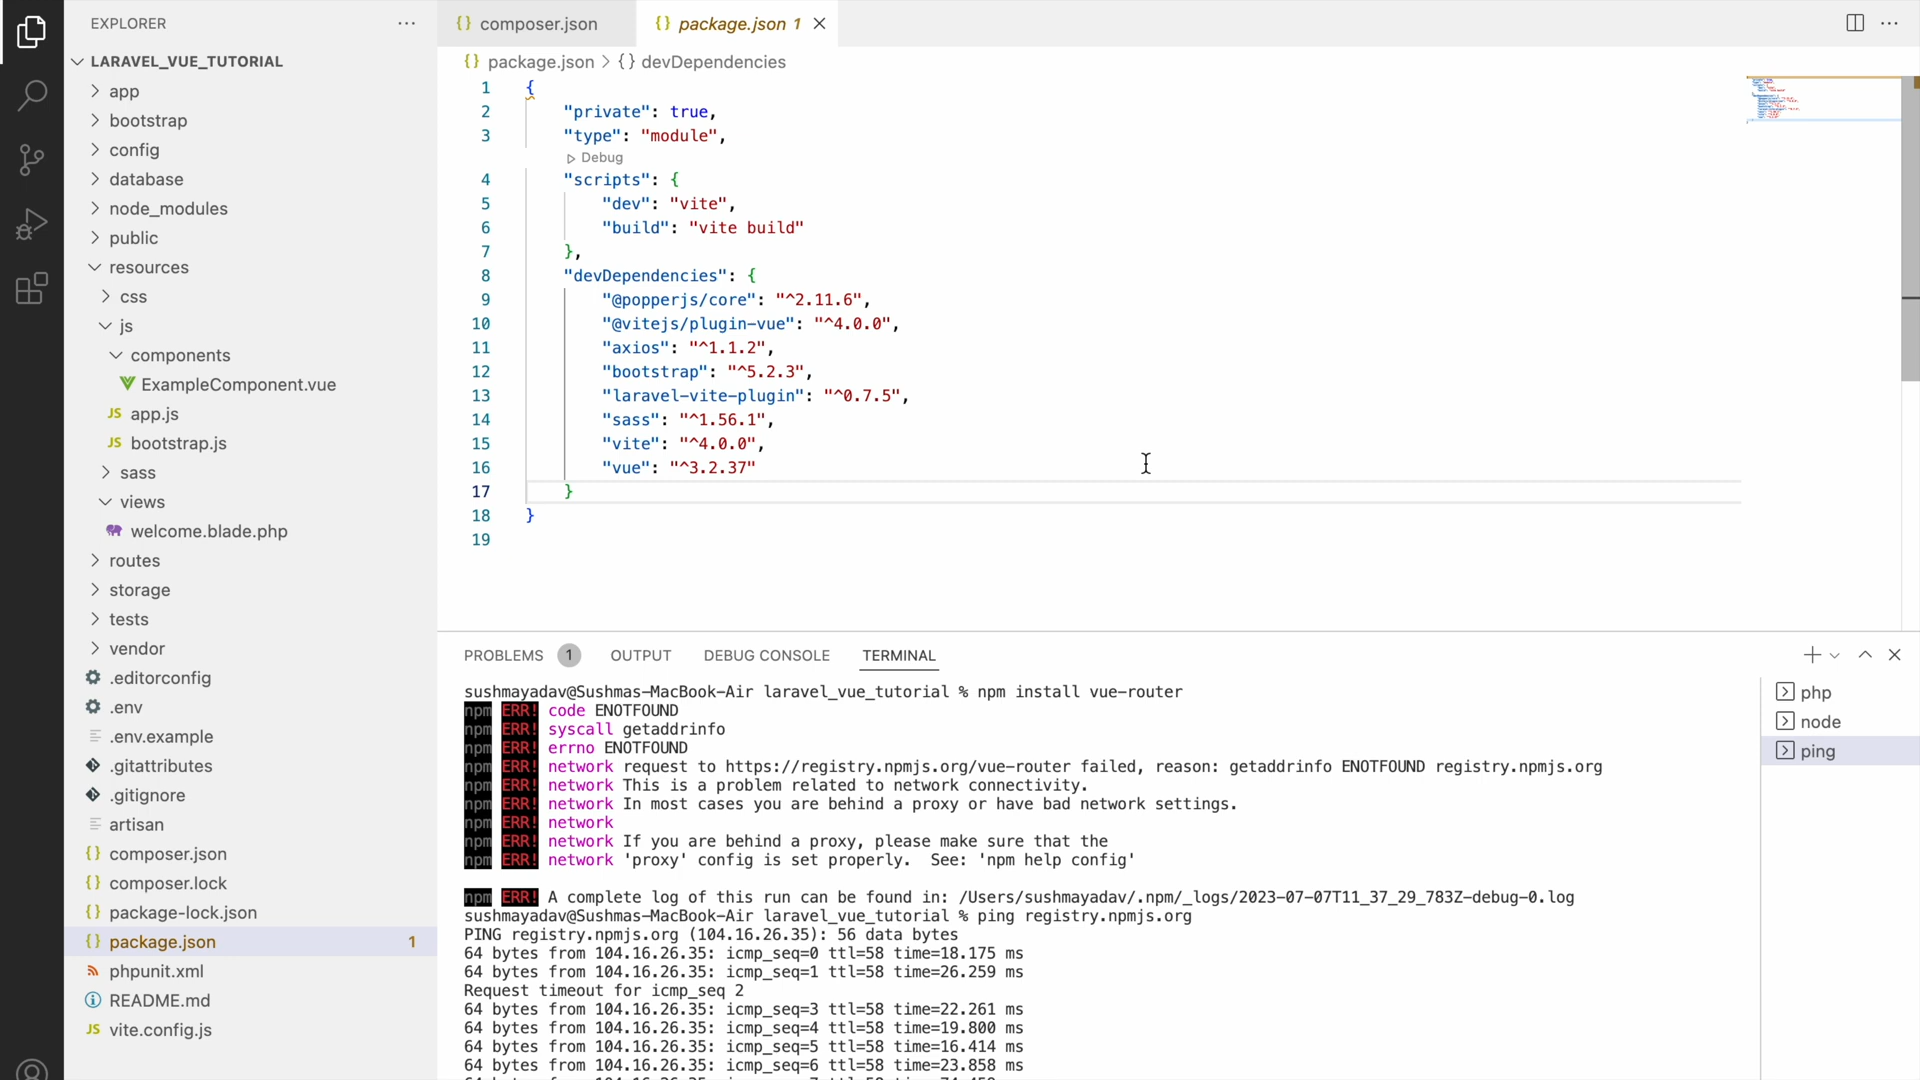 EXPLORER
LARAVEL_VUE_TUTORIAL
app
bootstrap
config
database
node_modules
public
resources
css
js
components
ExampleComponent.vue
JS app.js
JS bootstrap.js
sass
views
welcome.blade.php
routes
storage
tests
vendor
.editorconfig
.env
.env.example
.gitattributes
.gitignore
artisan
{} composer.json
{} composer.lock
{} package-lock.json
{} package.json 1
phpunit.xml
README.md
JS vite.config.js
{} composer.json
{} package.json 1
{} package.json > {} devDependencies
1 {
2 "private": true,
3 "type": "module",
Debug
4 "scripts": {
5 "dev": "vite",
6 "build": "vite build"
7 },
8 "devDependencies": {
9 "@popperjs/core": "^2.11.6",
10 "@vitejs/plugin-vue": "^4.0.0",
11 "axios": "^1.1.2",
12 "bootstrap": "^5.2.3",
13 "laravel-vite-plugin": "^0.7.5",
14 "sass": "^1.56.1",
15 "vite": "^4.0.0",
16 "vue": "^3.2.37"
17 }
18 }
19
PROBLEMS 1 OUTPUT DEBUG CONSOLE TERMINAL
sushmayadav@Sushmas-MacBook-Air laravel_vue_tutorial % npm install vue-router
npm ERR! code ENOTFOUND
npm ERR! syscall getaddrinfo
npm ERR! errno ENOTFOUND
npm ERR! network request to https://registry.npmjs.org/vue-router failed, reason: getaddrinfo ENOTFOUND registry.npmjs.org
npm ERR! network This is a problem related to network connectivity.
npm ERR! network In most cases you are behind a proxy or have bad network settings.
npm ERR! network
npm ERR! network If you are behind a proxy, please make sure that the
npm ERR! network 'proxy' config is set properly.  See: 'npm help config'
npm ERR! A complete log of this run can be found in: /Users/sushmayadav/.npm/_logs/2023-07-07T11_37_29_783Z-debug-0.log
sushmayadav@Sushmas-MacBook-Air laravel_vue_tutorial % ping registry.npmjs.org
PING registry.npmjs.org (104.16.26.35): 56 data bytes
64 bytes from 104.16.26.35: icmp_seq=0 ttl=58 time=18.175 ms
64 bytes from 104.16.26.35: icmp_seq=1 ttl=58 time=26.259 ms
Request timeout for icmp_seq 2
64 bytes from 104.16.26.35: icmp_seq=3 ttl=58 time=22.261 ms
64 bytes from 104.16.26.35: icmp_seq=4 ttl=58 time=19.800 ms
64 bytes from 104.16.26.35: icmp_seq=5 ttl=58 time=16.414 ms
64 bytes from 104.16.26.35: icmp_seq=6 ttl=58 time=23.858 ms
php
node
ping